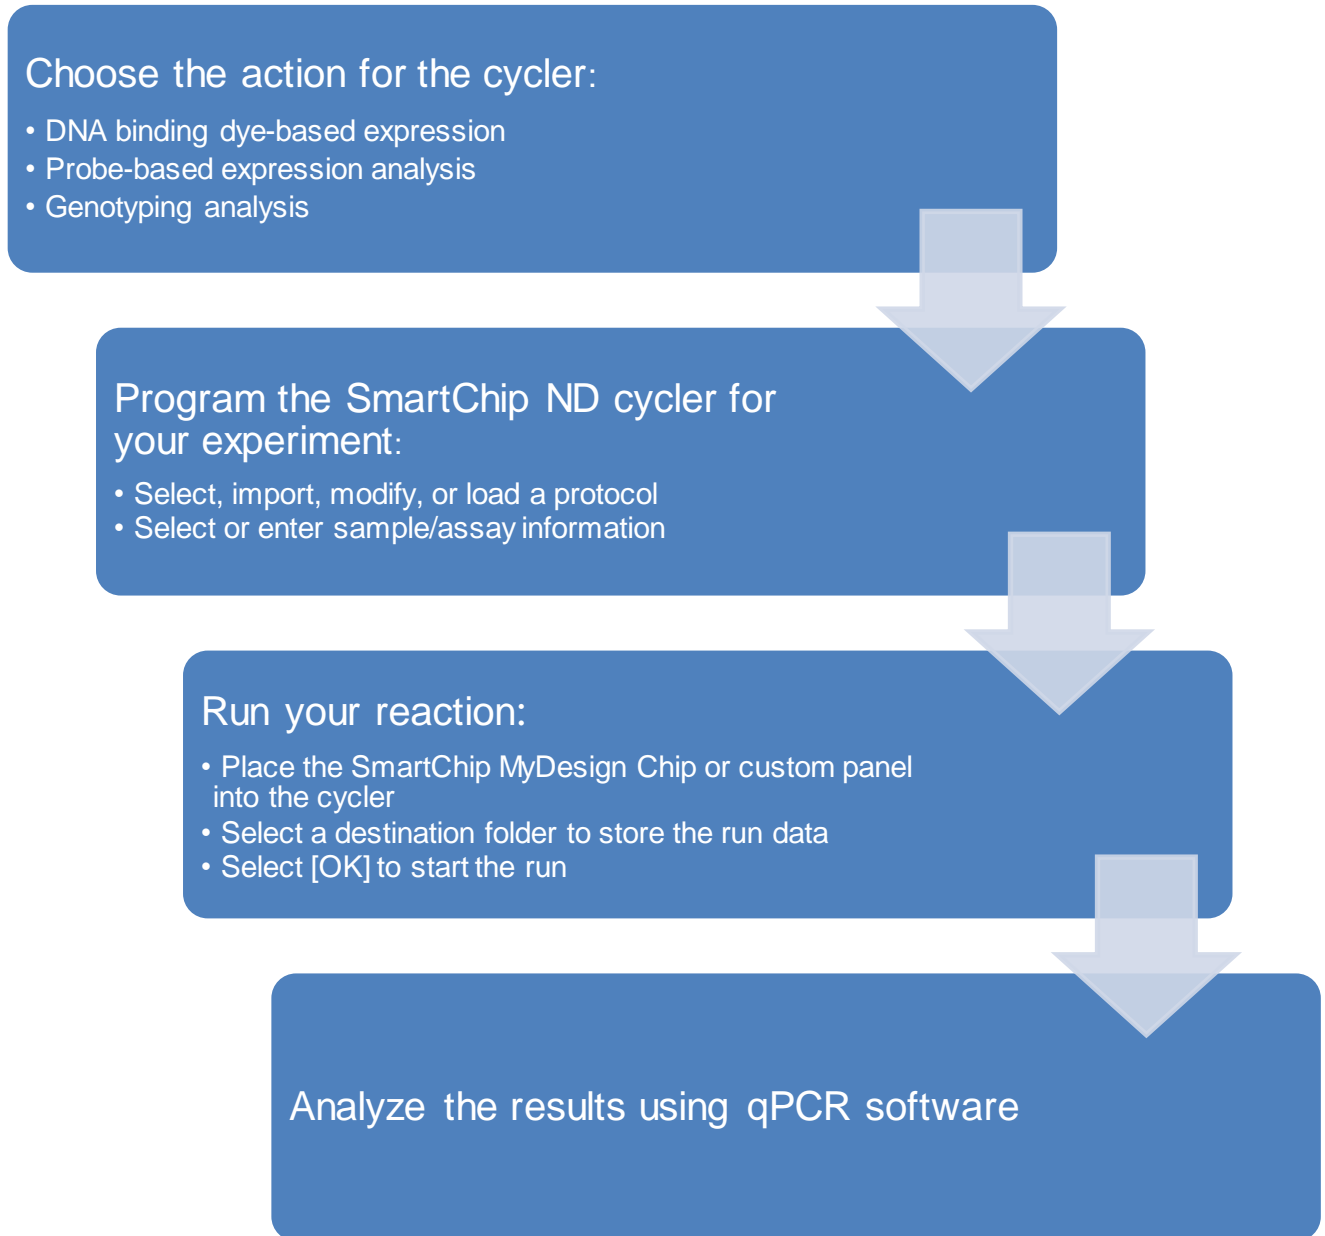 Choose the action for the cycler:
• DNA binding dye-based expression
• Probe-based expression analysis
• Genotyping analysis
Program the SmartChip ND cycler for
your experiment:
• Select, import, modify, or load a protocol
• Select or enter sample/assay information
Run your reaction:
• Place the SmartChip MyDesign Chip or custom panel
into the cycler
• Select a destination folder to store the run data
• Select [OK] to start the run
Analyze the results using qPCR software